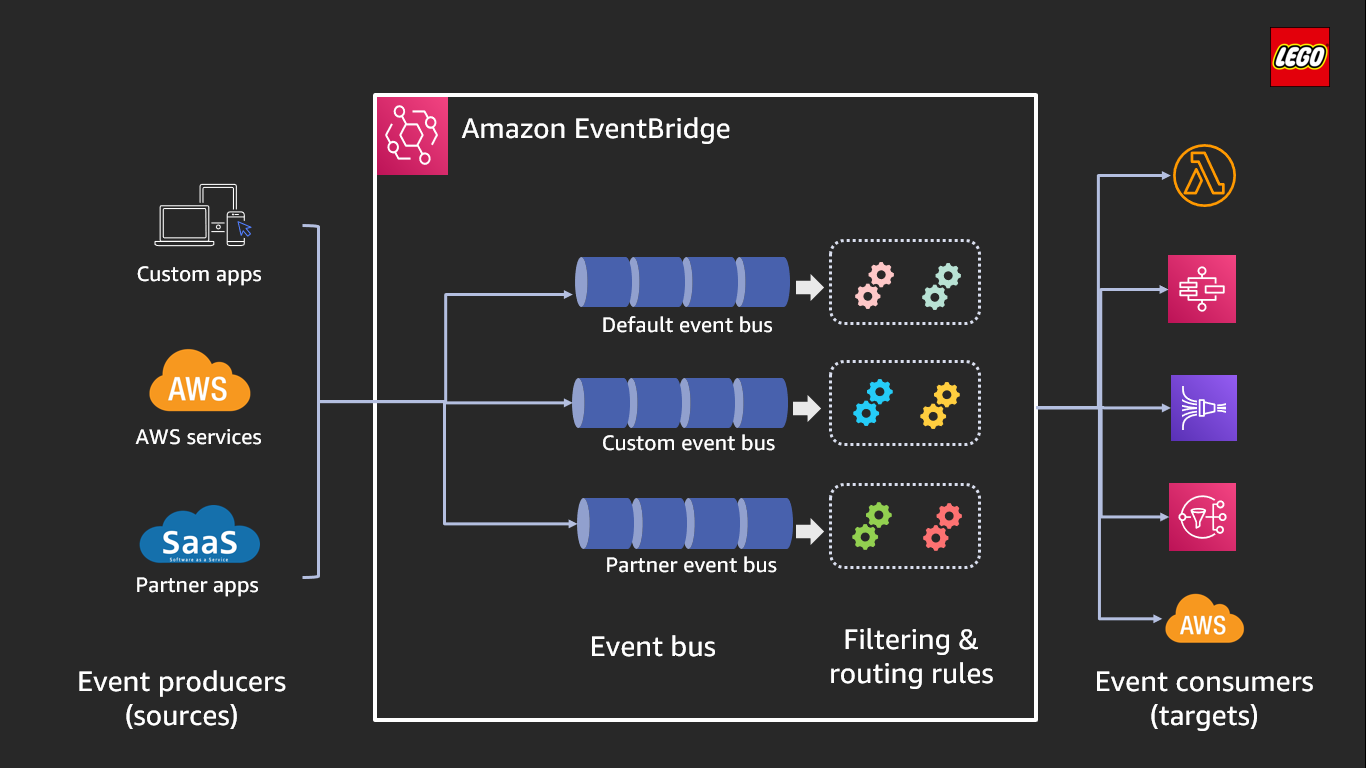 LEGO
Amazon EventBridge
Custom apps
AWS
AWS services
SaaS
Software as a Service
Partner apps
Event producers
(sources)
Default event bus
Custom event bus
Partner event bus
Event bus
Filtering &
routing rules
AWS
Event consumers
(targets)